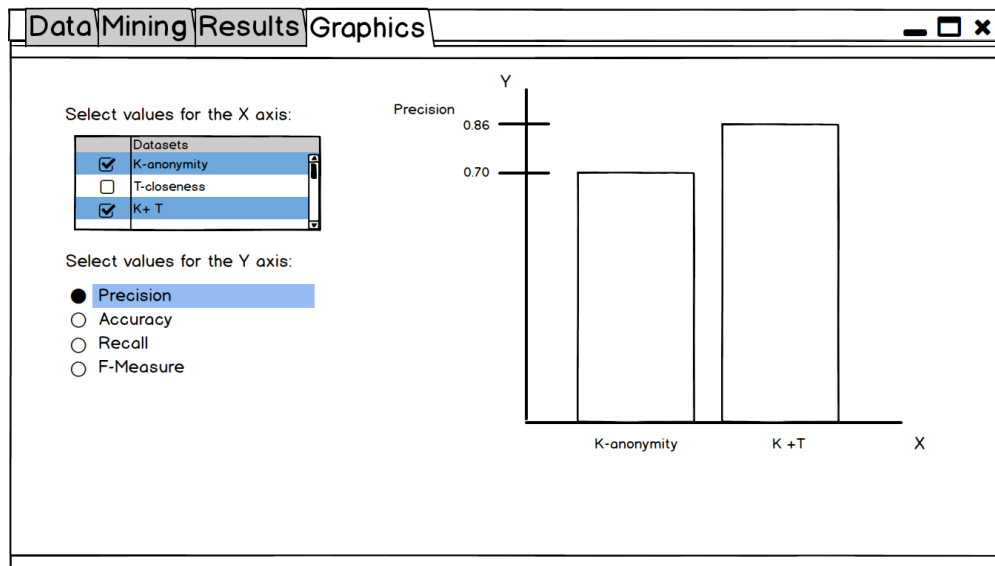 Data Mining Results Graphics
Select values for the X axis:
Datasets
K-anonymity
T-closeness
K+ T
Select values for the Y axis:
Precision
Accuracy
Recall
F-Measure
Y
Precision
0.86
0.70
K-anonymity K +T X